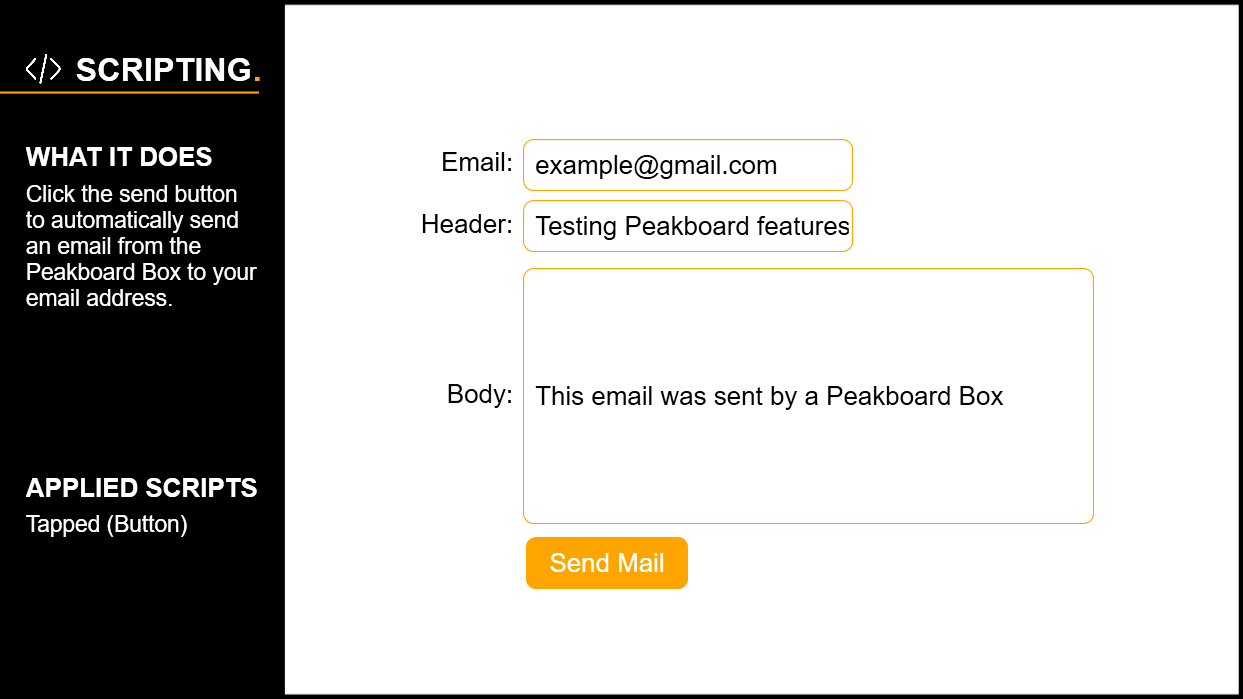 </> SCRIPTING.
WHAT IT DOES
Click the send button
to automatically send
an email from the
Peakboard Box to your
email address.
APPLIED SCRIPTS
Tapped (Button)
Email: example@gmail.com
Header: Testing Peakboard features
Body: This email was sent by a Peakboard Box
Send Mail